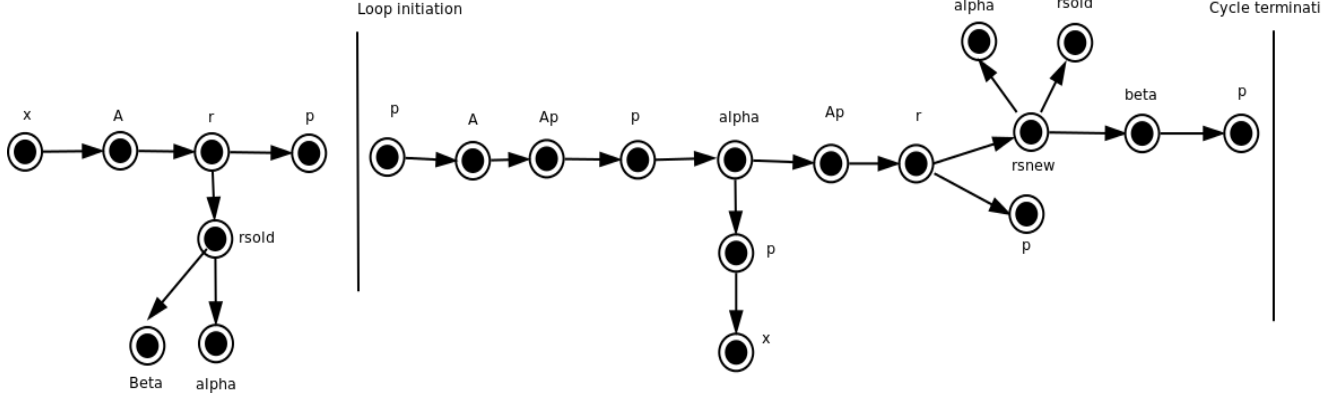 Loop initiation
alpha
rsold
Cycle terminati
x
A
r
p
p
A
Ap
p
alpha
Ap
r
rsnew
beta
p
rsold
p
p
x
Beta
alpha